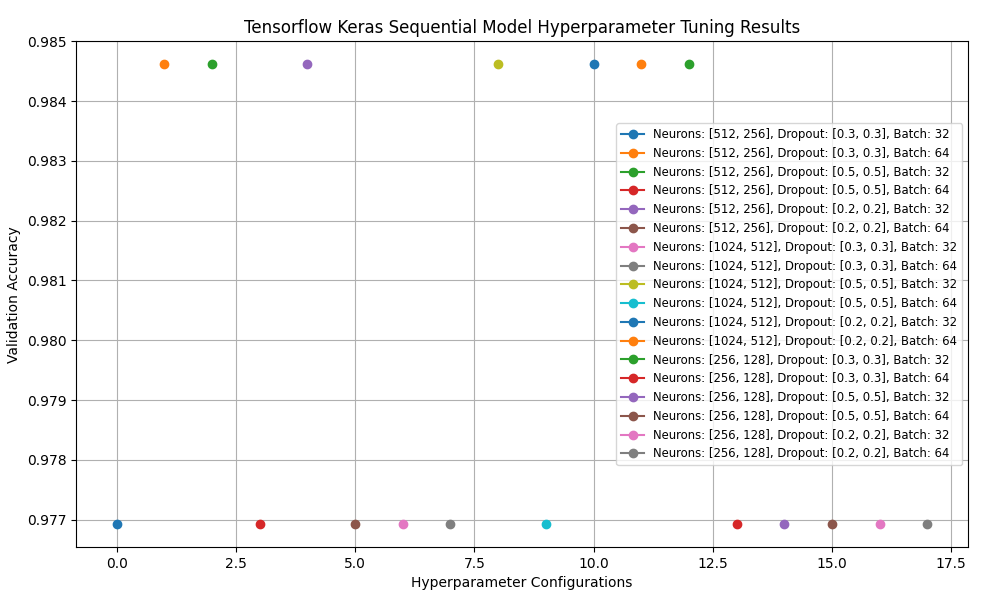 Tensorflow Keras Sequential Model Hyperparameter Tuning Results
0.985
0.984
0.983
0.982
0.981
0.980
0.979
0.978
0.977
Validation Accuracy
Neurons: [512, 256], Dropout: [0.3, 0.3], Batch: 32
Neurons: [512, 256], Dropout: [0.3, 0.3], Batch: 64
Neurons: [512, 256], Dropout: [0.5, 0.5], Batch: 32
Neurons: [512, 256], Dropout: [0.5, 0.5], Batch: 64
Neurons: [512, 256], Dropout: [0.2, 0.2], Batch: 32
Neurons: [512, 256], Dropout: [0.2, 0.2], Batch: 64
Neurons: [1024, 512], Dropout: [0.3, 0.3], Batch: 32
Neurons: [1024, 512], Dropout: [0.3, 0.3], Batch: 64
Neurons: [1024, 512], Dropout: [0.5, 0.5], Batch: 32
Neurons: [1024, 512], Dropout: [0.5, 0.5], Batch: 64
Neurons: [1024, 512], Dropout: [0.2, 0.2], Batch: 32
Neurons: [1024, 512], Dropout: [0.2, 0.2], Batch: 64
Neurons: [256, 128], Dropout: [0.3, 0.3], Batch: 32
Neurons: [256, 128], Dropout: [0.3, 0.3], Batch: 64
Neurons: [256, 128], Dropout: [0.5, 0.5], Batch: 32
Neurons: [256, 128], Dropout: [0.5, 0.5], Batch: 64
Neurons: [256, 128], Dropout: [0.2, 0.2], Batch: 32
Neurons: [256, 128], Dropout: [0.2, 0.2], Batch: 64
0.0 2.5 5.0 7.5 10.0 12.5 15.0 17.5
Hyperparameter Configurations